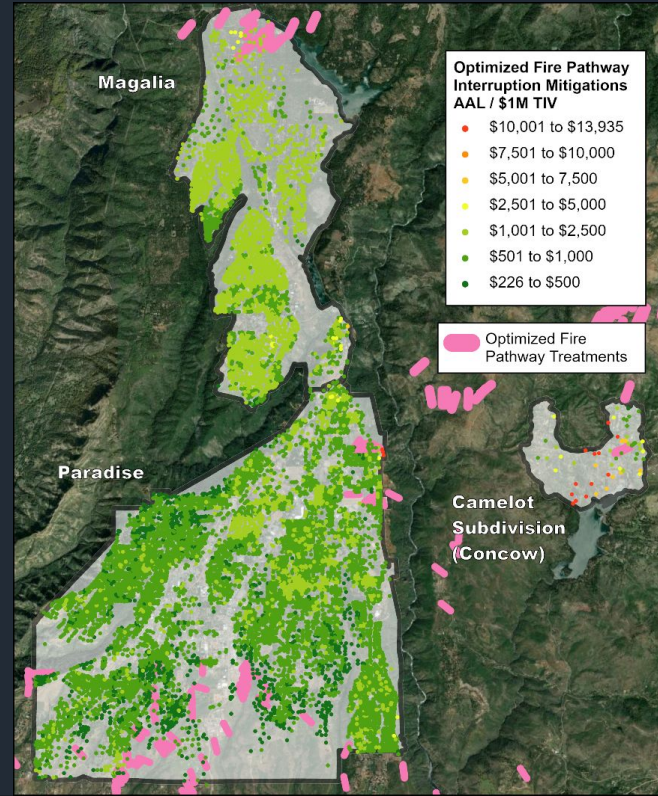 Magalia
Optimized Fire Pathway
Interruption Mitigations
AAL / $1M TIV
$10,001 to $13,935
$7,501 to $10,000
$5,001 to 7,500
$2,501 to $5,000
$1,001 to $2,500
$501 to $1,000
$226 to $500
Optimized Fire
Pathway Treatments
Paradise
Camelot
Subdivision
(Concow)